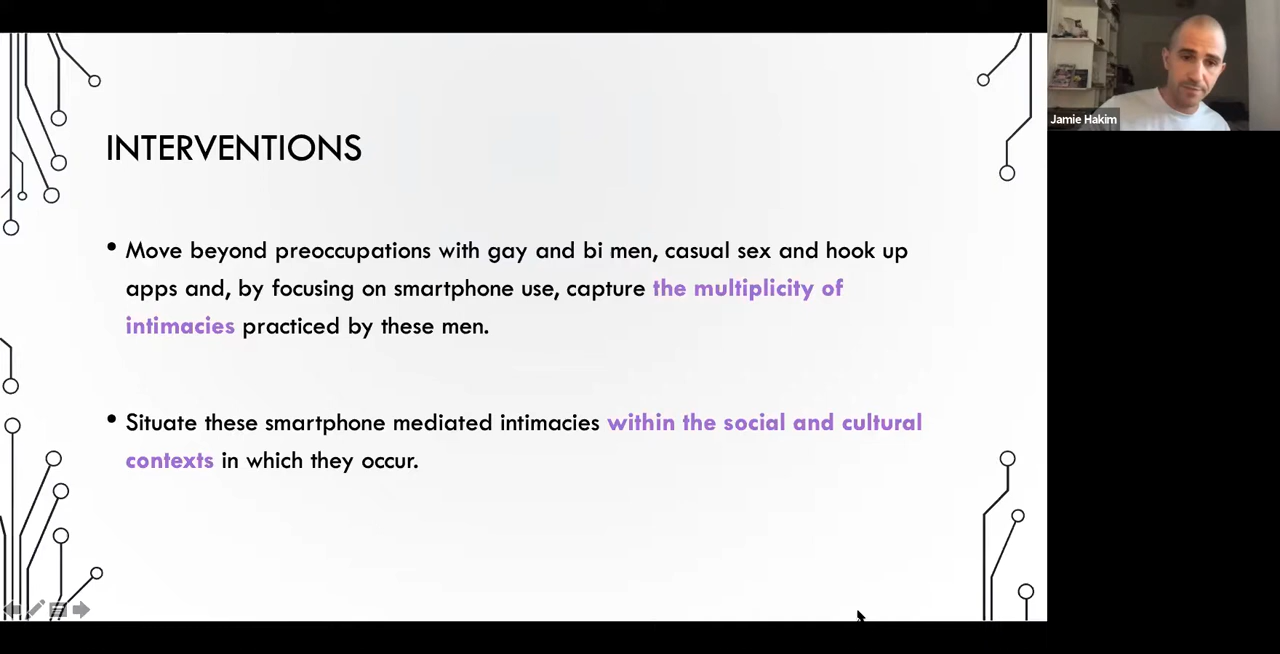 INTERVENTIONS
• Move beyond preoccupations with gay and bi men, casual sex and hook up
apps and, by focusing on smartphone use, capture the multiplicity of
intimacies practiced by these men.
• Situate these smartphone mediated intimacies within the social and cultural
contexts in which they occur.
Jamie Hakim